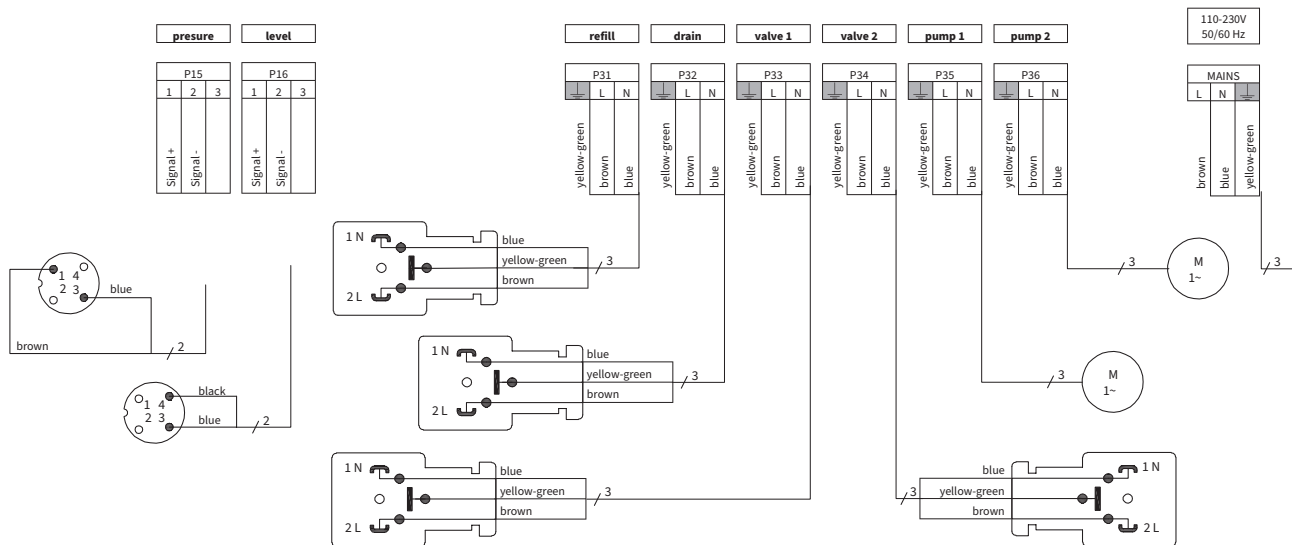 presure level refill drain valve 1 valve 2 pump 1 pump 2 110-230V
50/60 Hz
P15 P16 P31 P32 P33 P34 P35 P36 MAINS
1 2 3 1 2 3 L N L N L N L N L N L N L N
Signal + Signal - Signal + Signal - yellow-green brown blue yellow-green brown blue yellow-green brown blue yellow-green brown blue yellow-green brown blue yellow-green brown blue brown blue yellow-green
1 N blue
yellow-green 3
2 L brown
3 M
1~
3
1 4
2 3 blue
brown 2
1 N blue
yellow-green 3
2 L brown
3 M
1~
1 4 black
2 3 blue 2
1 N blue
yellow-green 3
2 L brown
blue 1 N
3 yellow-green
brown 2 L